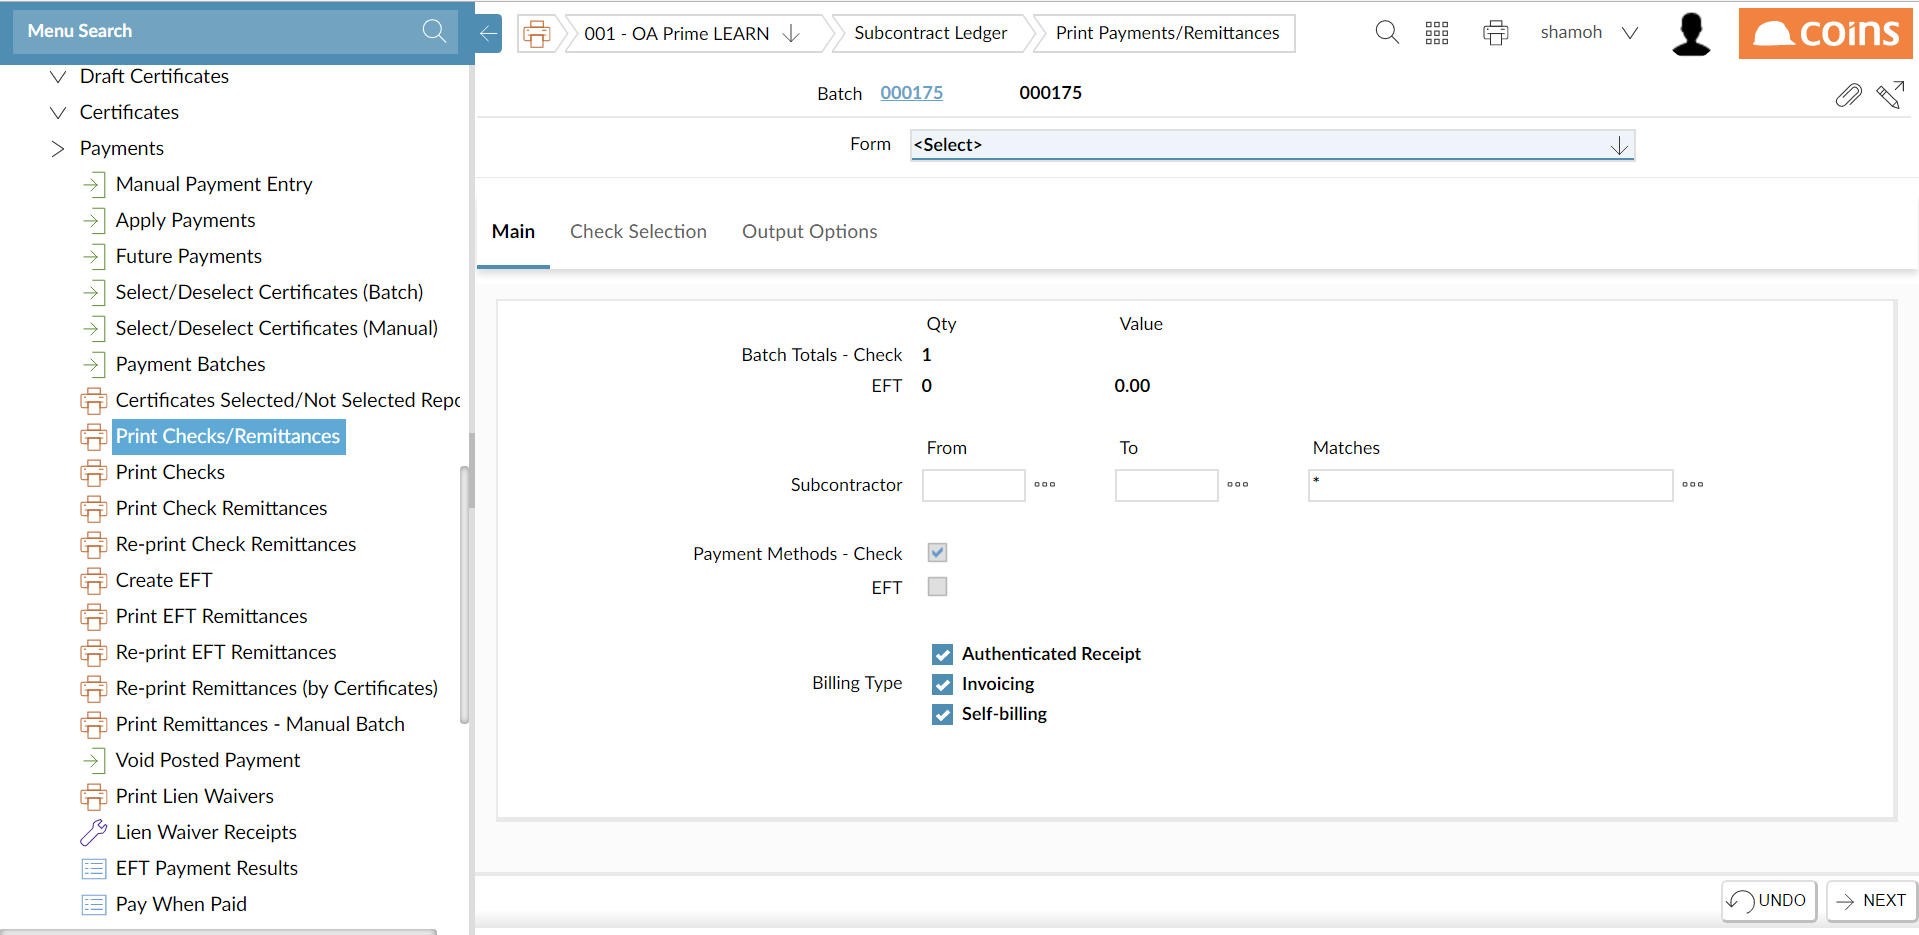 Menu Search
Draft Certificates
Certificates
Payments
Manual Payment Entry
Apply Payments
Future Payments
Select/Deselect Certificates (Batch)
Select/Deselect Certificates (Manual)
Payment Batches
Certificates Selected/Not Selected Repo
Print Checks/Remittances
Print Checks
Print Check Remittances
Re-print Check Remittances
Create EFT
Print EFT Remittances
Re-print EFT Remittances
Re-print Remittances (by Certificates)
Print Remittances - Manual Batch
Void Posted Payment
Print Lien Waivers
Lien Waiver Receipts
EFT Payment Results
Pay When Paid
001 - OA Prime LEARN
Subcontract Ledger
Print Payments/Remittances
shamoh
coins
Batch 000175 000175
Form <Select>
Main Check Selection Output Options
Qty Value
Batch Totals - Check 1
EFT 0 0.00
From To Matches
Subcontractor *
Payment Methods - Check
EFT
Billing Type
Authenticated Receipt
Invoicing
Self-billing
UNDO NEXT